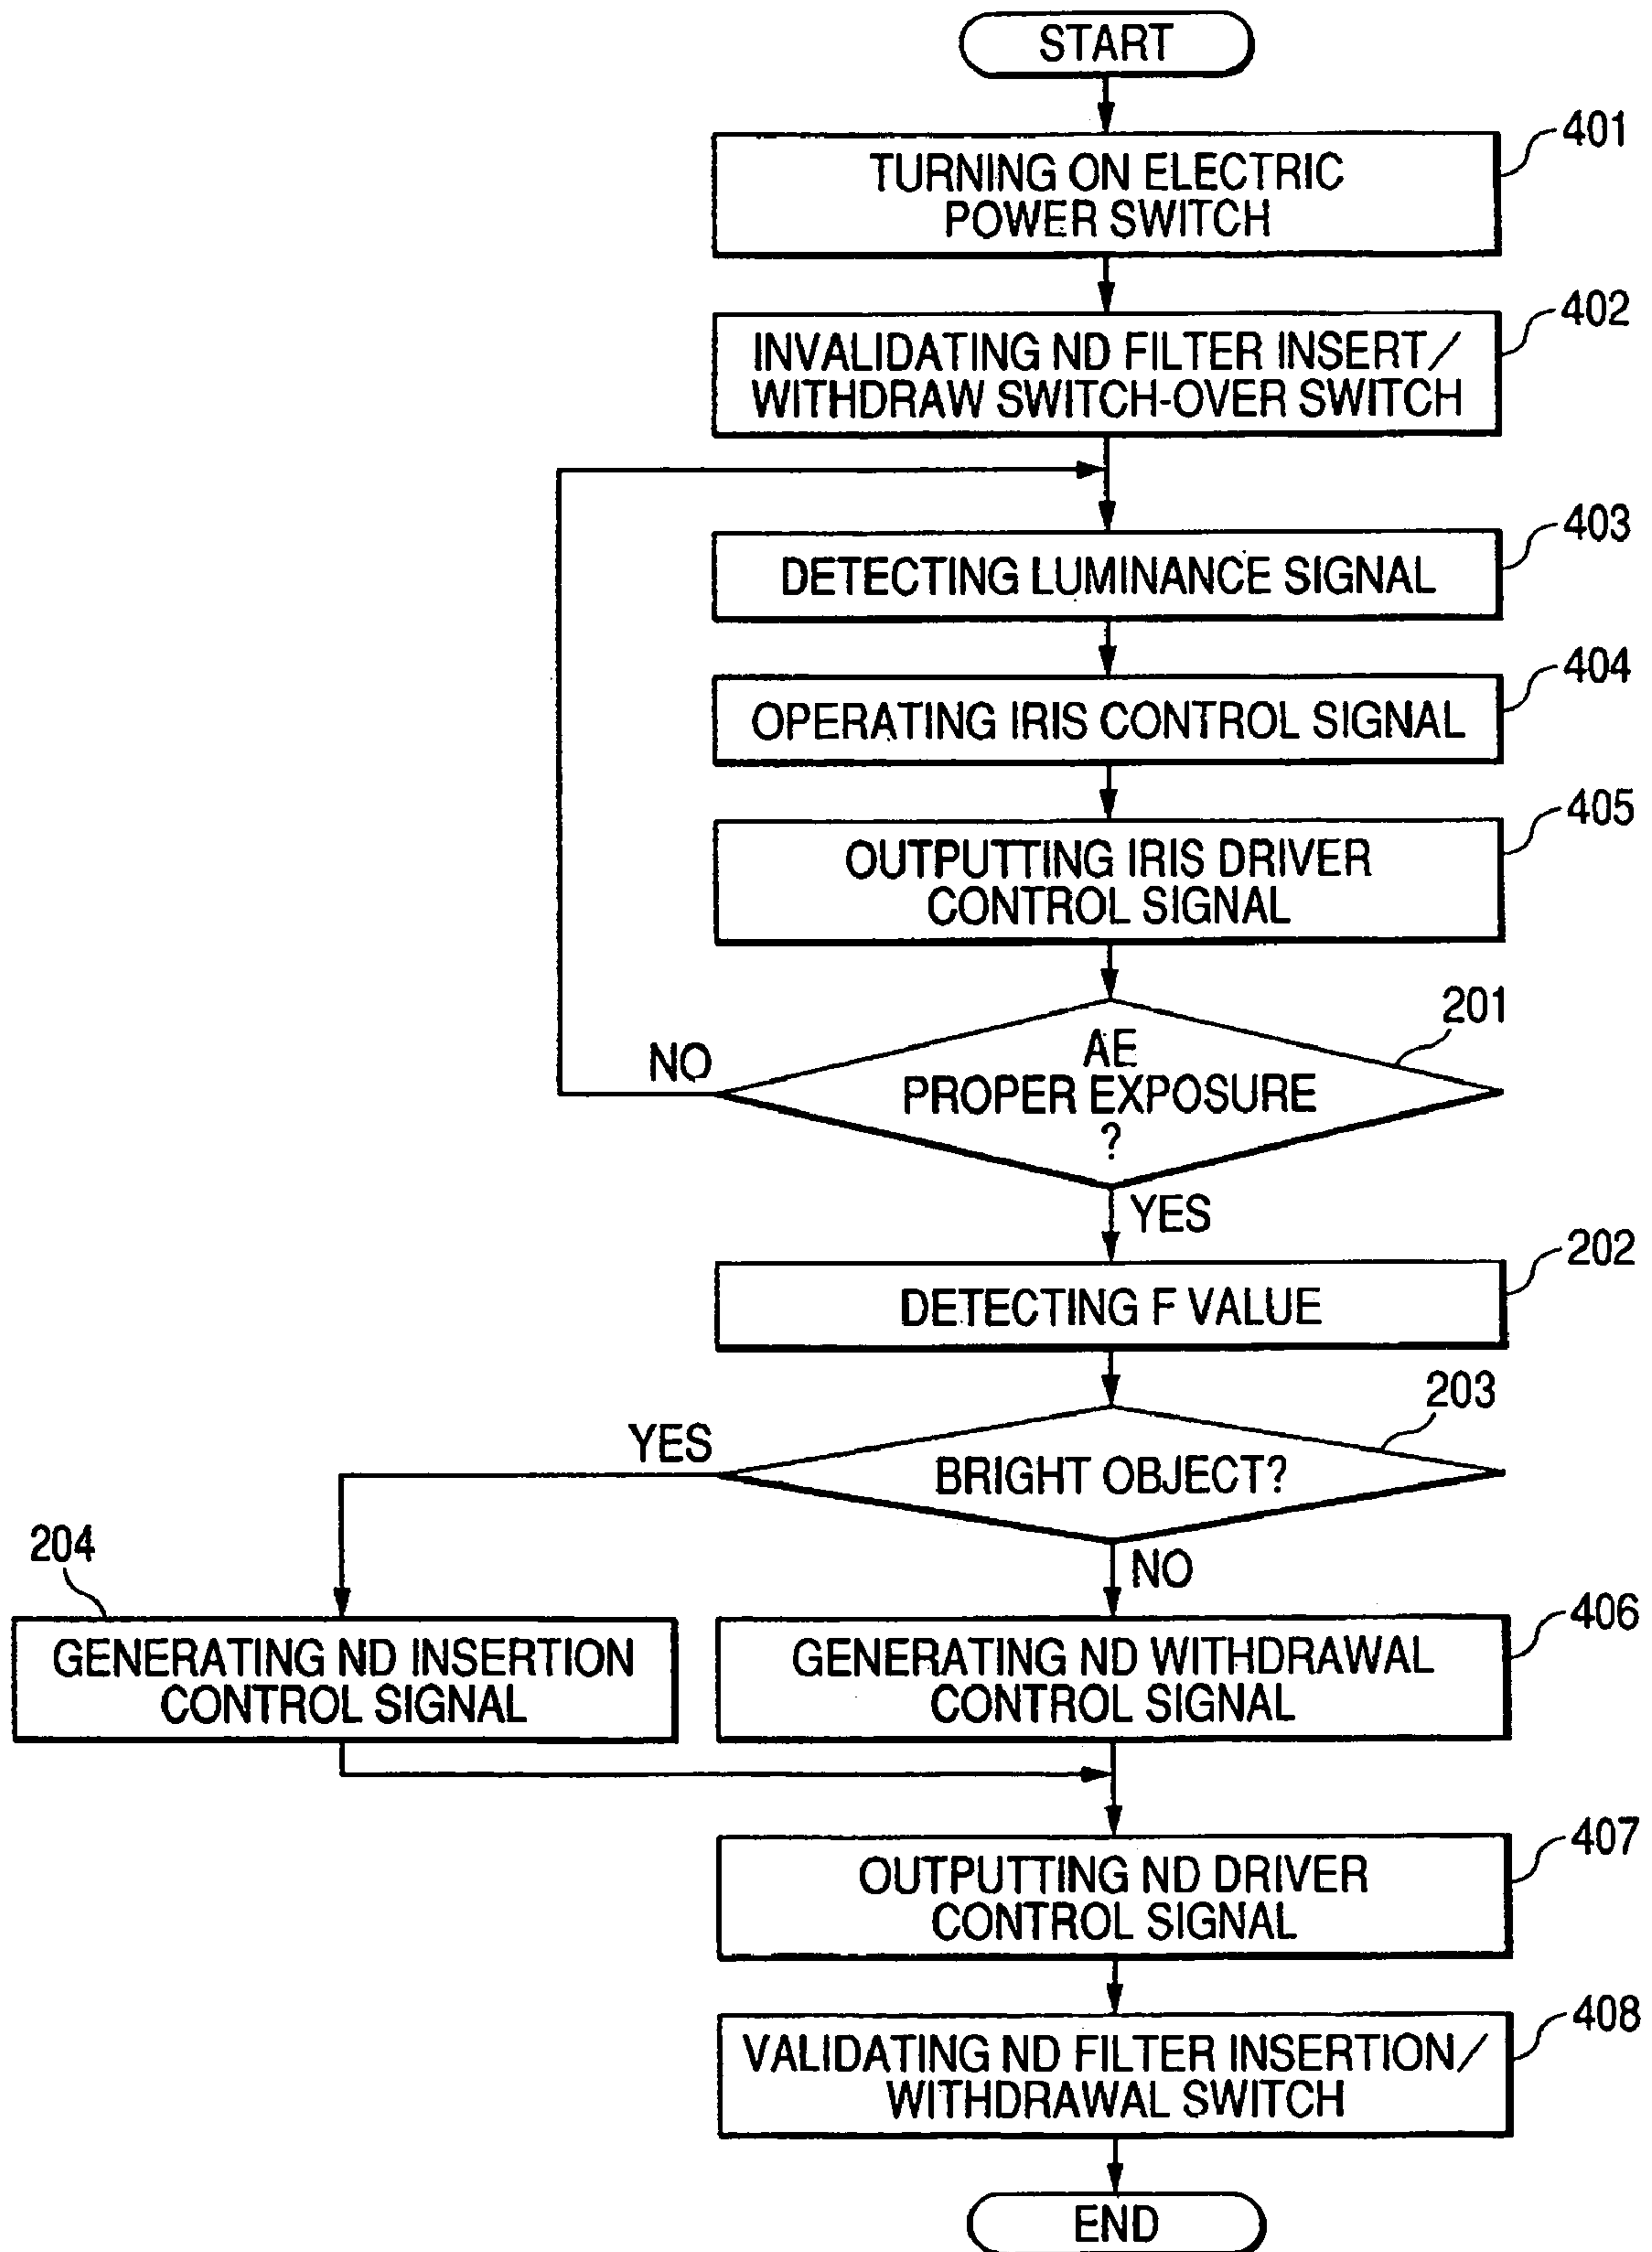 START
401
TURNING ON ELECTRIC
POWER SWITCH
402
INVALIDATING ND FILTER INSERT/
WITHDRAW SWITCH-OVER SWITCH
403
DETECTING LUMINANCE SIGNAL
404
OPERATING IRIS CONTROL SIGNAL
405
OUTPUTTING IRIS DRIVER
CONTROL SIGNAL
201
AE
PROPER EXPOSURE
?
NO
YES
202
DETECTING F VALUE
203
BRIGHT OBJECT?
YES
NO
204
GENERATING ND INSERTION
CONTROL SIGNAL
406
GENERATING ND WITHDRAWAL
CONTROL SIGNAL
407
OUTPUTTING ND DRIVER
CONTROL SIGNAL
408
VALIDATING ND FILTER INSERTION/
WITHDRAWAL SWITCH
END